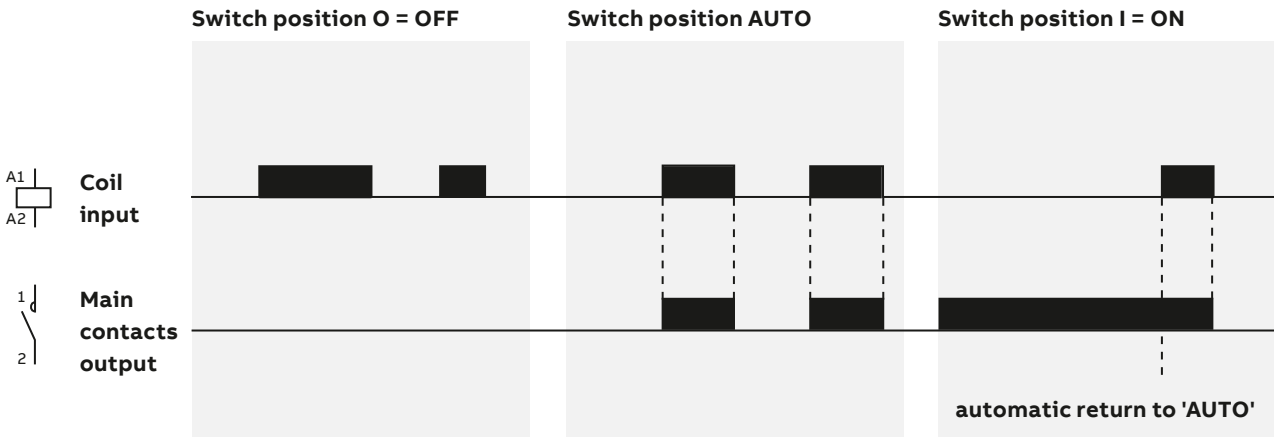 Switch position O = OFF
Switch position AUTO
Switch position I = ON
A1
A2
Coil
input
1
2
Main
contacts
output
automatic return to 'AUTO'